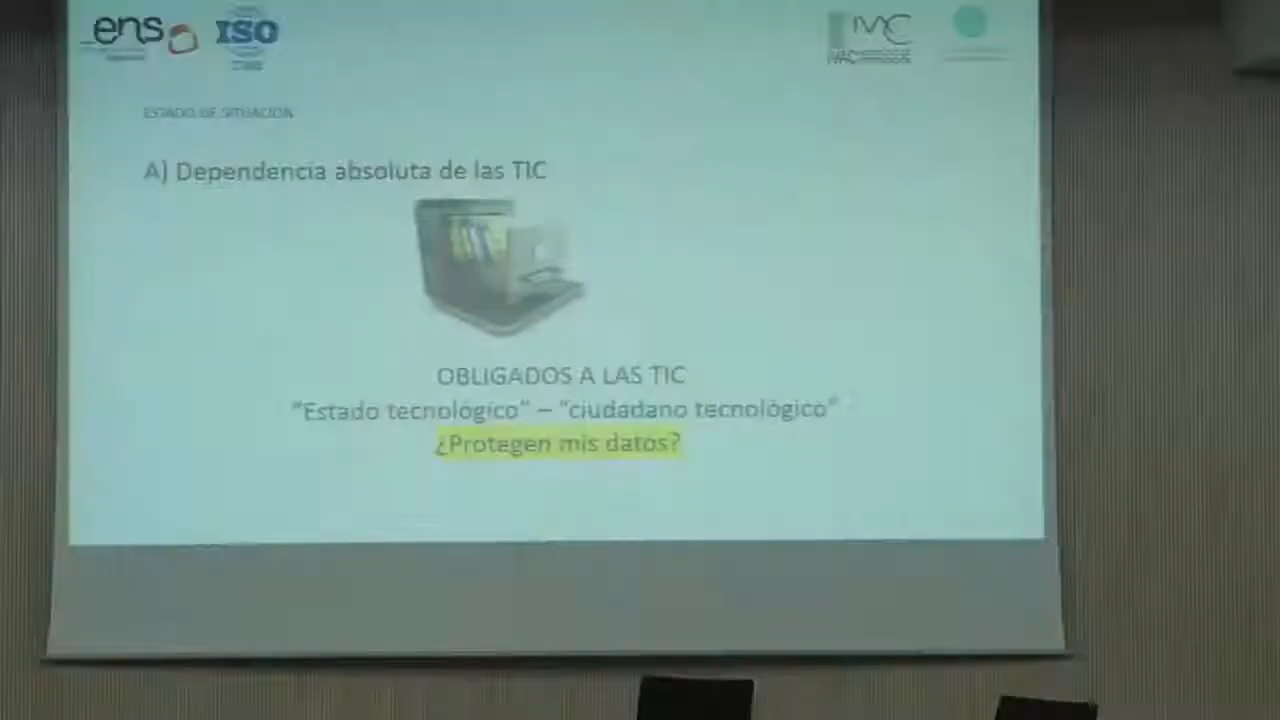 ens
ISO
MC
ESTADO DE SITUACIÓN
A) Dependencia absoluta de las TIC
OBLIGADOS A LAS TIC
"Estado tecnológico" – "ciudadano tecnológico"
¿Protegen mis datos?